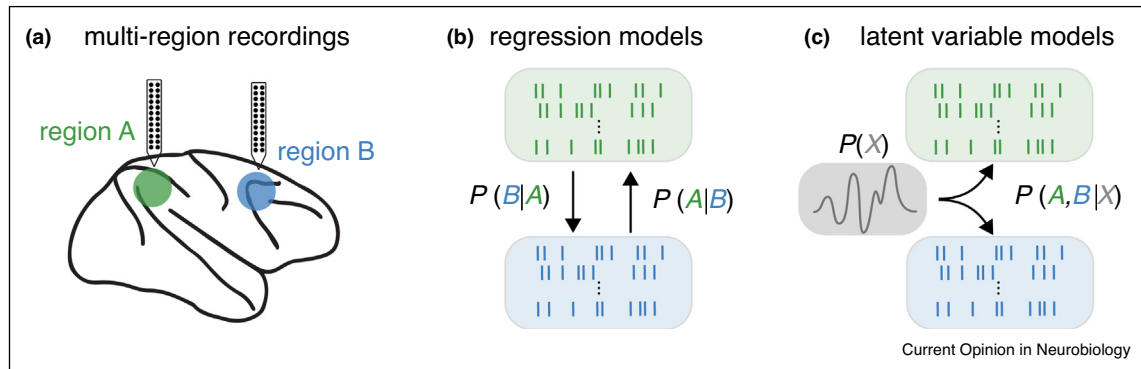 (a) multi-region recordings
region A
region B
(b) regression models
P (B|A)
P (A|B)
(c) latent variable models
P(X)
P (A,B|X)
Current Opinion in Neurobiology